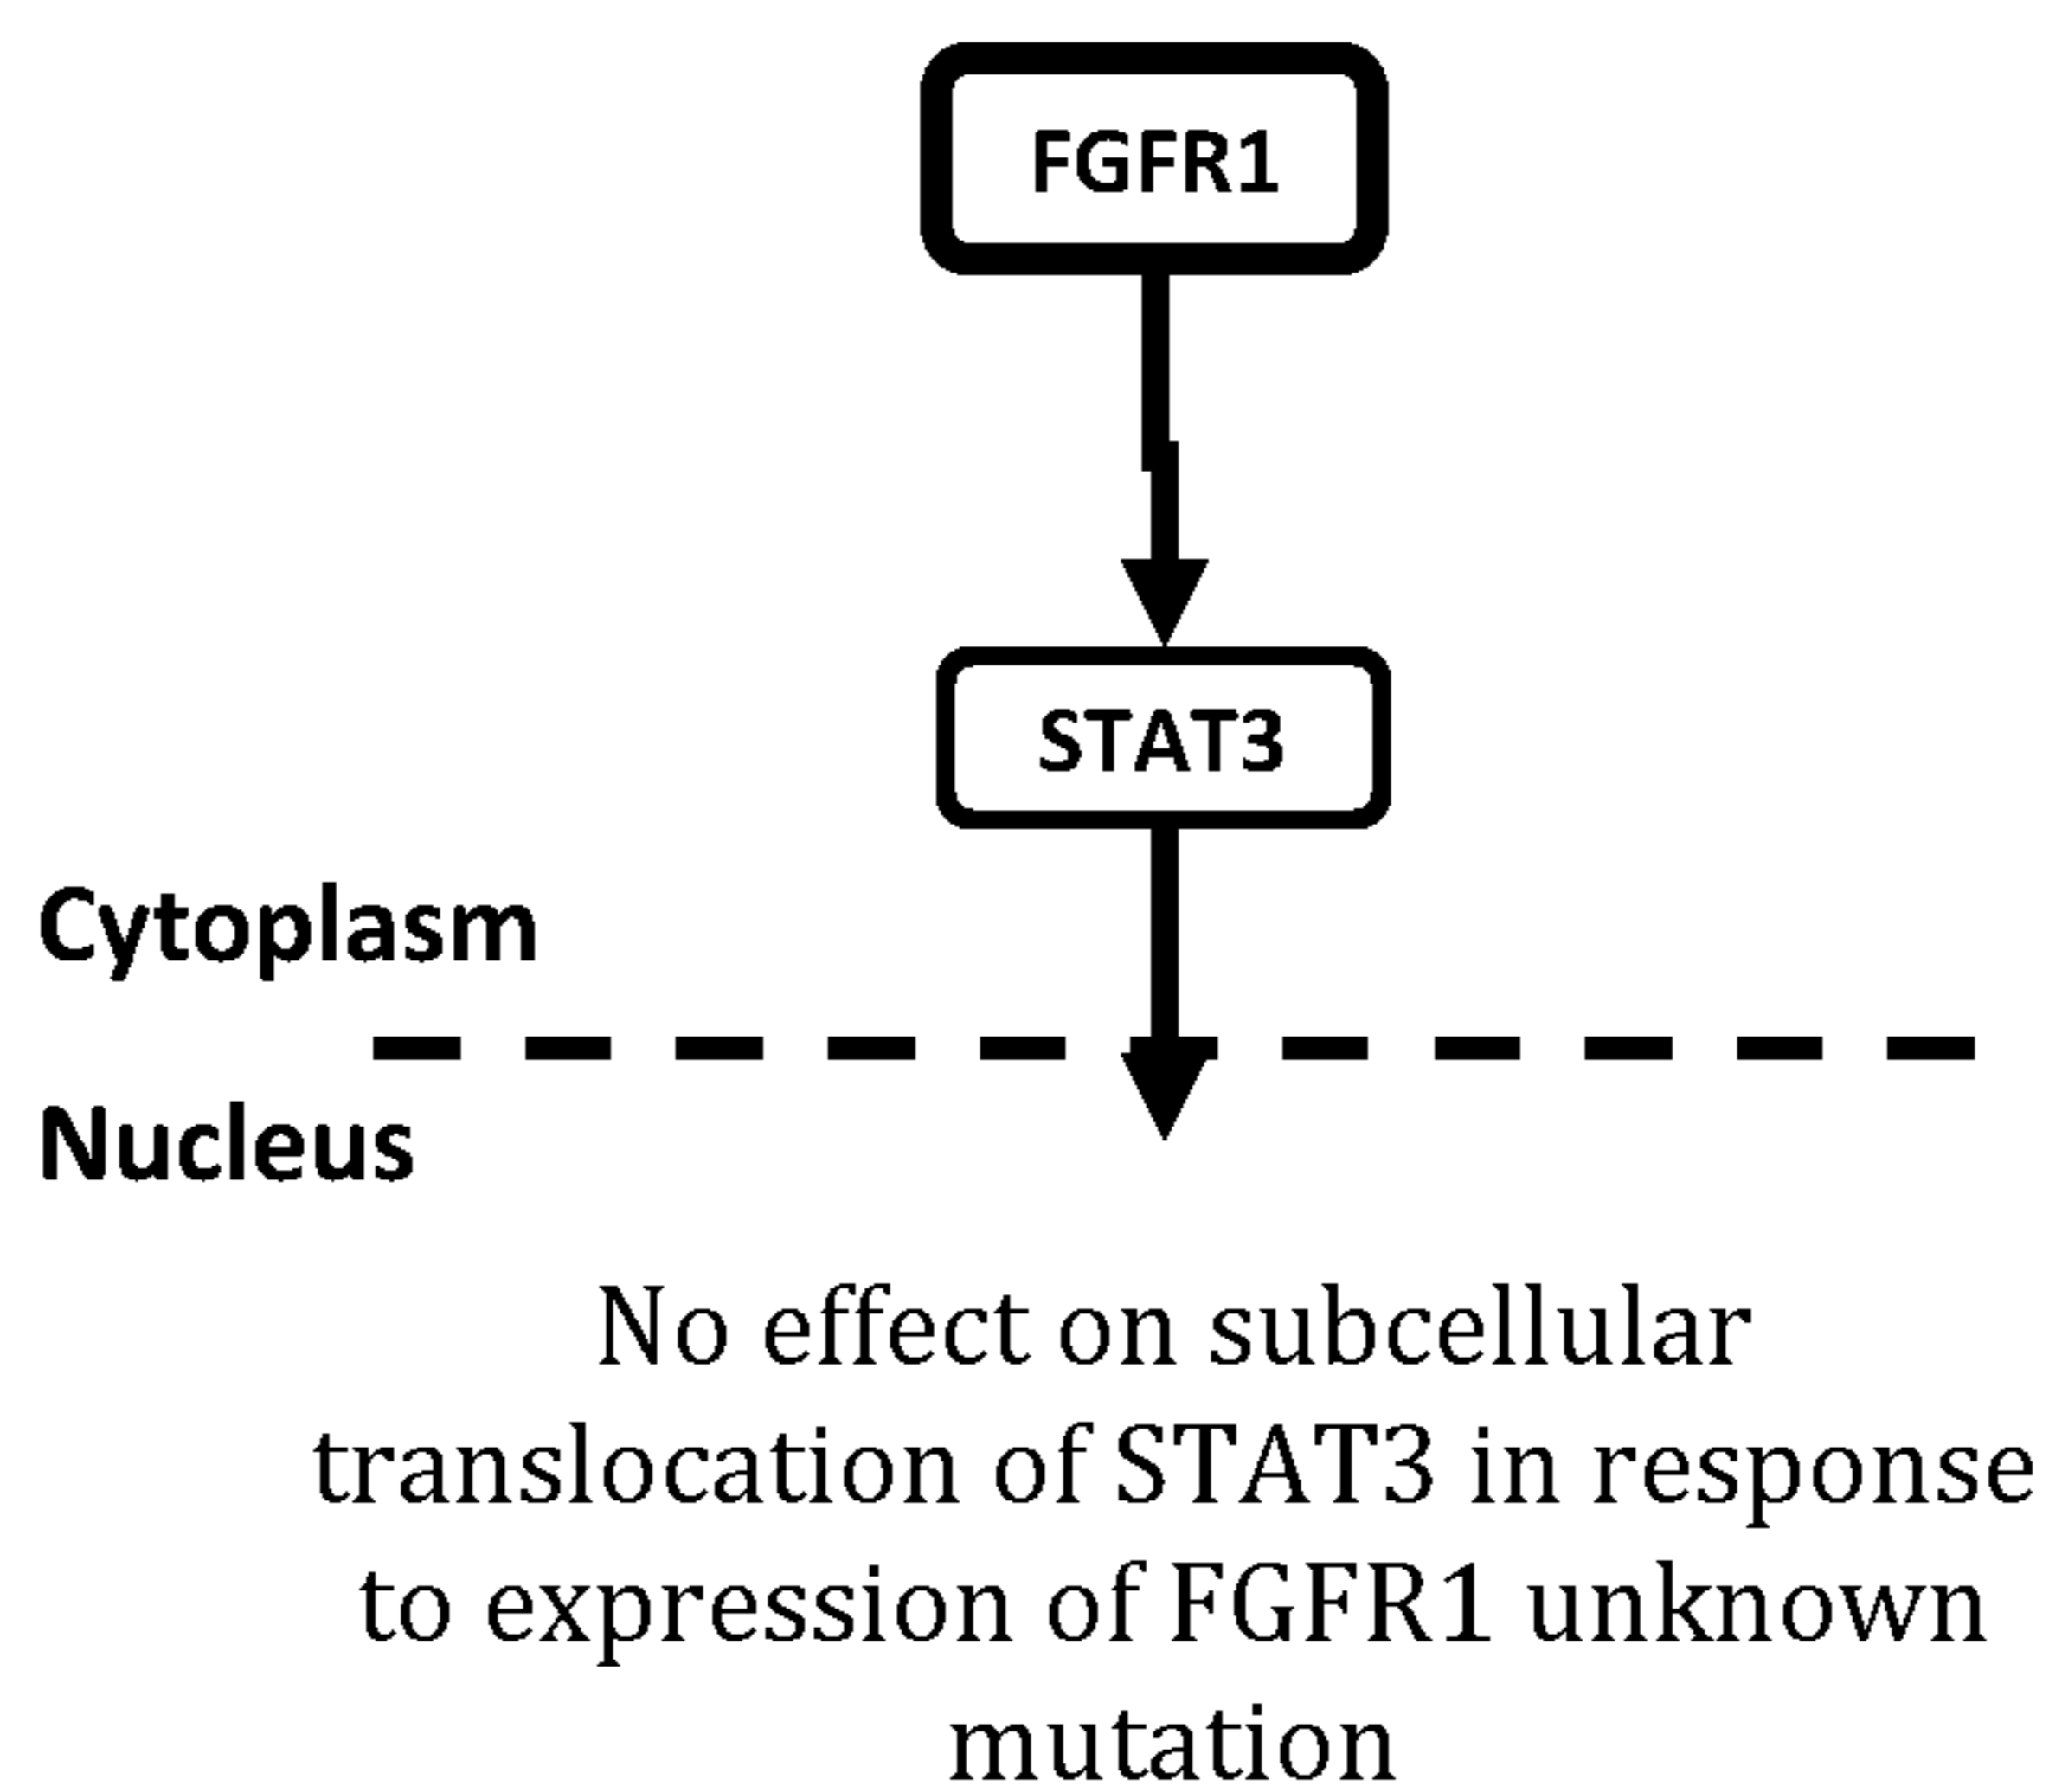 FGFR1
STAT3
Cytoplasm
Nucleus
No effect on subcellular
translocation of STAT3 in response
to expression of FGFR1 unknown
mutation